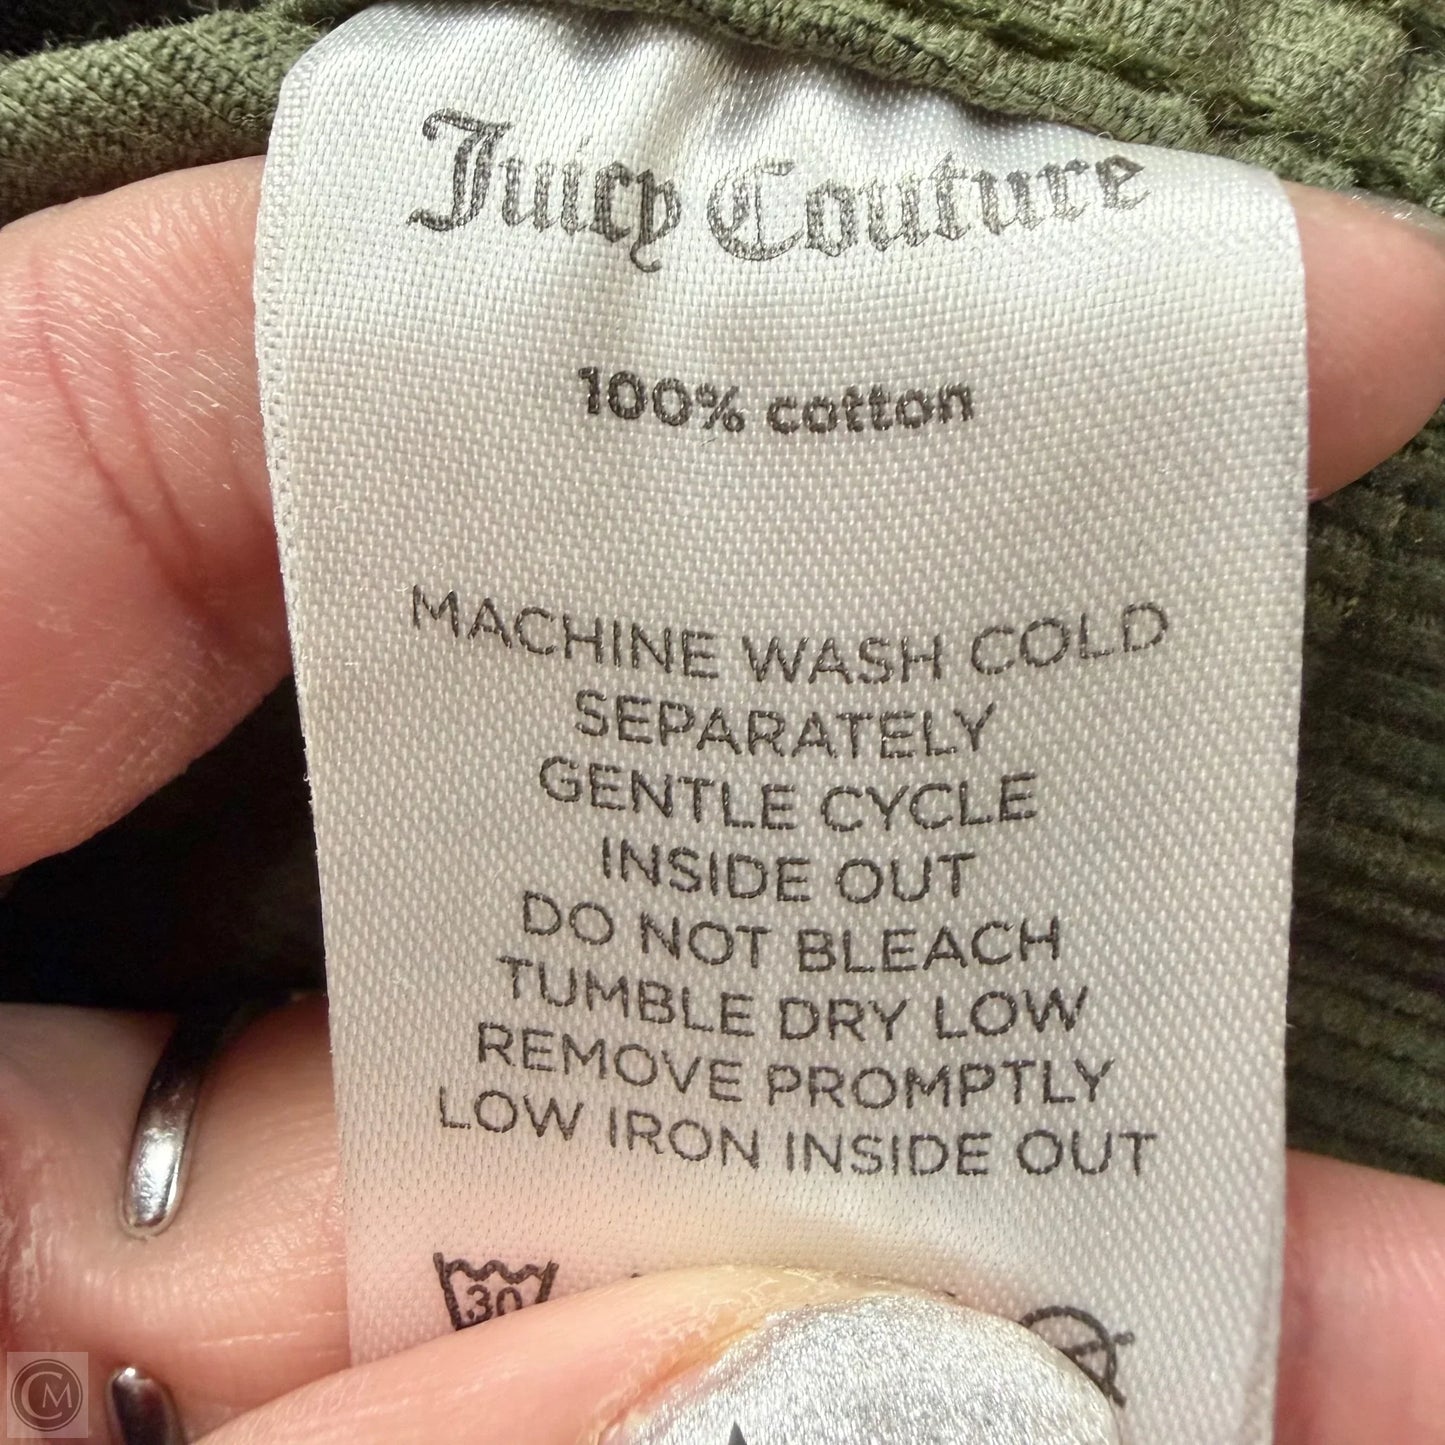 Juicy Couture
100% cotton
MACHINE WASH COLD
SEPARATELY
GENTLE CYCLE
INSIDE OUT
DO NOT BLEACH
TUMBLE DRY LOW
REMOVE PROMPTLY
LOW IRON INSIDE OUT
30
CM